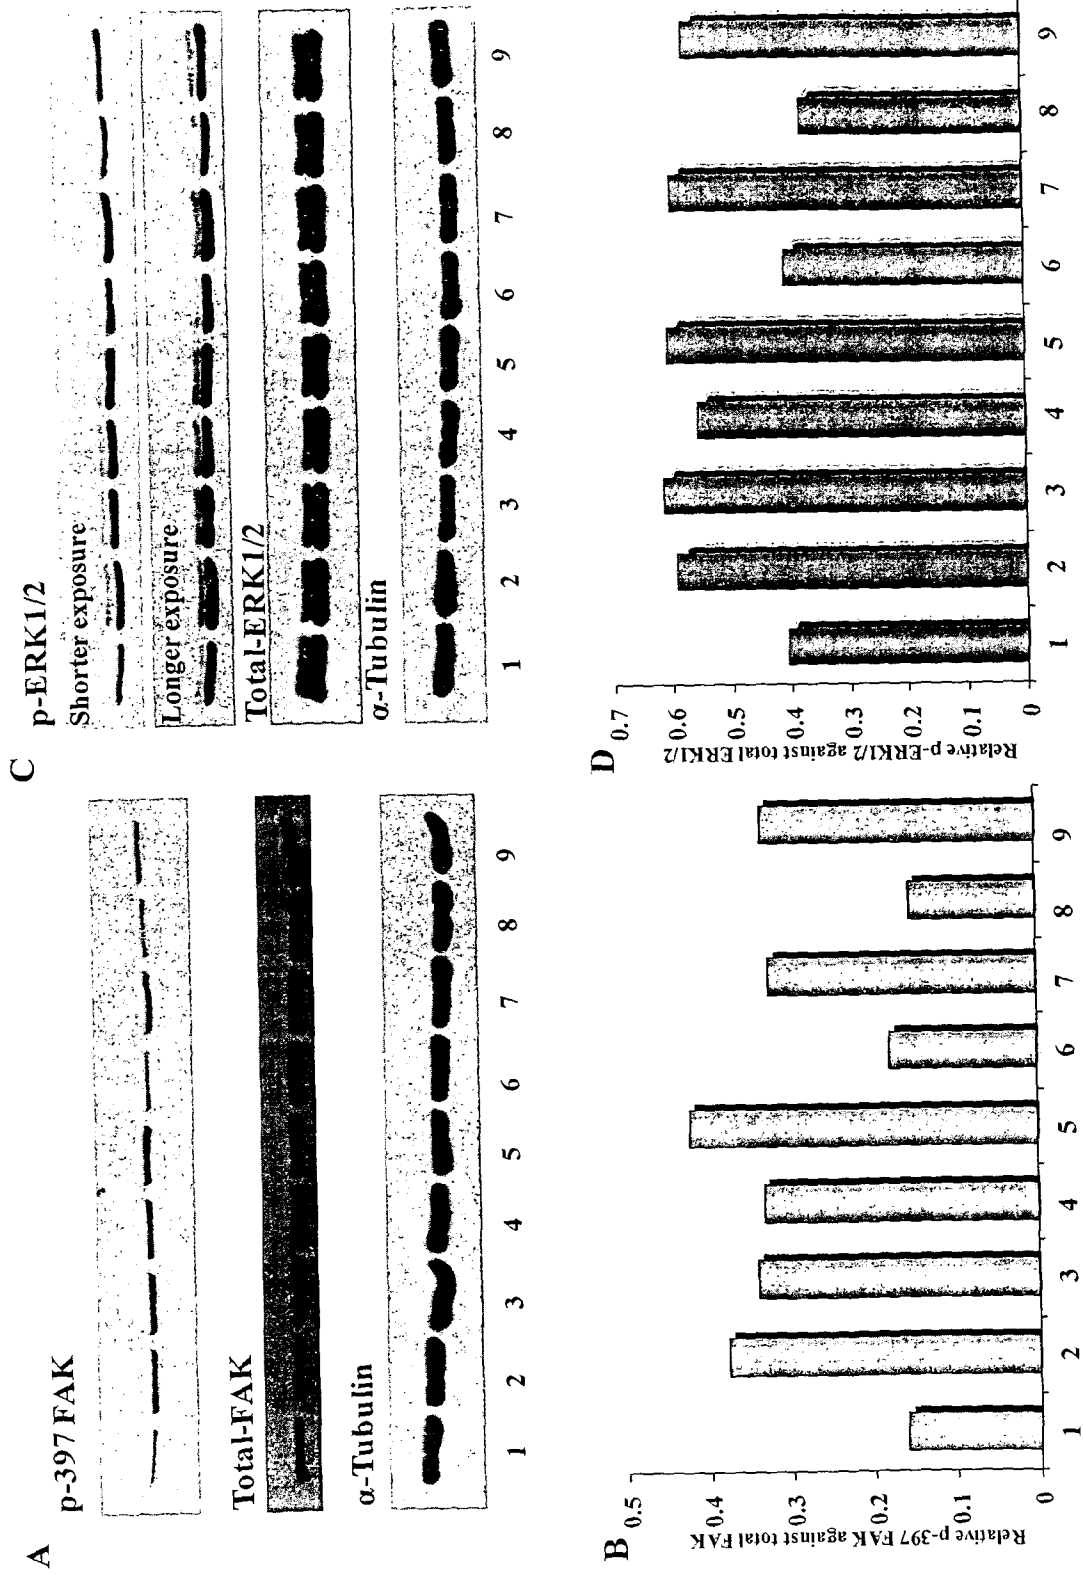 A
p-397 FAK
Total-FAK
α-Tubulin
1 2 3 4 5 6 7 8 9
B
Relative p-397 FAK against total FAK
0.5
0.4
0.3
0.2
0.1
0
1 2 3 4 5 6 7 8 9
C
p-ERK1/2
Shorter exposure
Longer exposure
Total-ERK1/2
α-Tubulin
1 2 3 4 5 6 7 8 9
D
Relative p-ERK1/2 against total ERK1/2
0.7
0.6
0.5
0.4
0.3
0.2
0.1
0
1 2 3 4 5 6 7 8 9